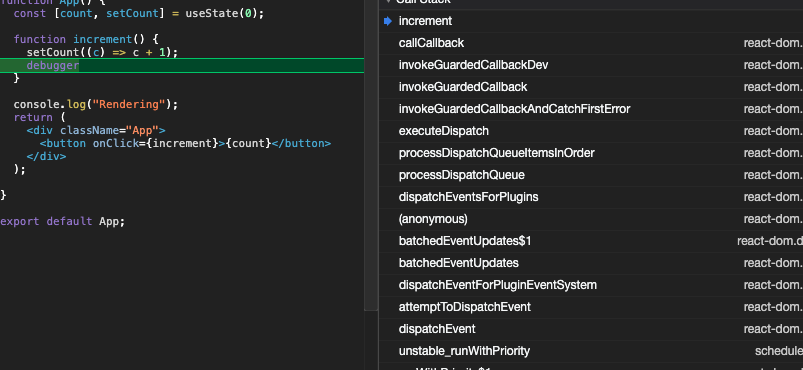 function App() {
const [count, setCount] = useState(0);
function increment() {
setCount((c) => c + 1);
debugger
}
console.log("Rendering");
return (
<div className="App">
<button onClick={increment}>{count}</button>
</div>
);
}
export default App;
Call Stack
increment
callCallback react-dom.
invokeGuardedCallbackDev react-dom.
invokeGuardedCallback react-dom.
invokeGuardedCallbackAndCatchFirstError react-dom.
executeDispatch react-dom.
processDispatchQueueItemsInOrder react-dom.
processDispatchQueue react-dom.
dispatchEventsForPlugins react-dom.
(anonymous) react-dom.
batchedEventUpdates$1 react-dom.d
batchedEventUpdates react-dom.
dispatchEventForPluginEventSystem react-dom.
attemptToDispatchEvent react-dom.
dispatchEvent react-dom.
unstable_runWithPriority schedule